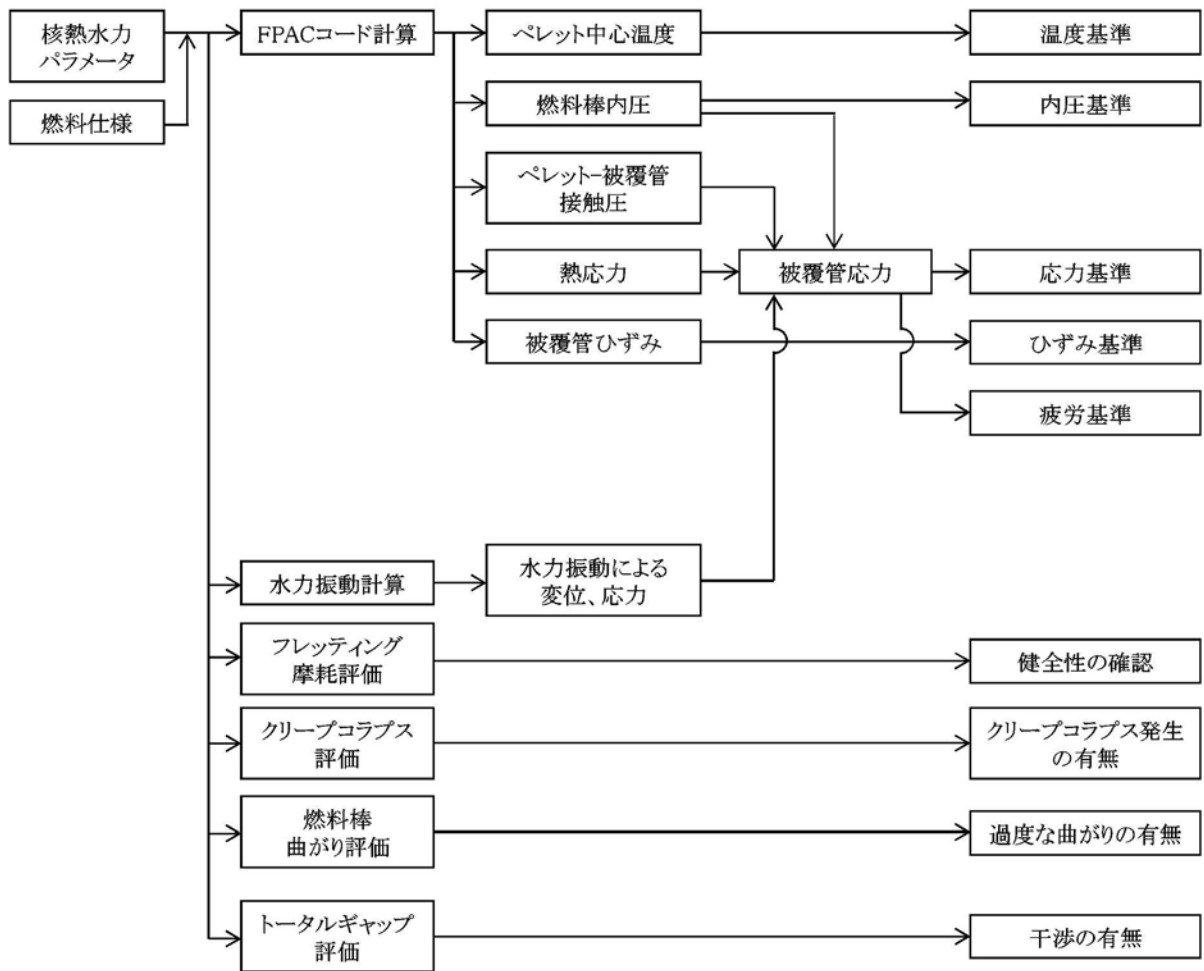 核熱水力
パラメータ
燃料仕様
FPACコード計算
ペレット中心温度
温度基準
燃料棒内圧
内圧基準
ペレット-被覆管
接触圧
熱応力
被覆管応力
応力基準
被覆管ひずみ
ひずみ基準
疲労基準
水力振動計算
水力振動による
変位、応力
フレッティング
摩耗評価
健全性の確認
クリープコラプス
評価
クリープコラプス発生
の有無
燃料棒
曲がり評価
過度な曲がりの有無
トータルギャップ
評価
干渉の有無